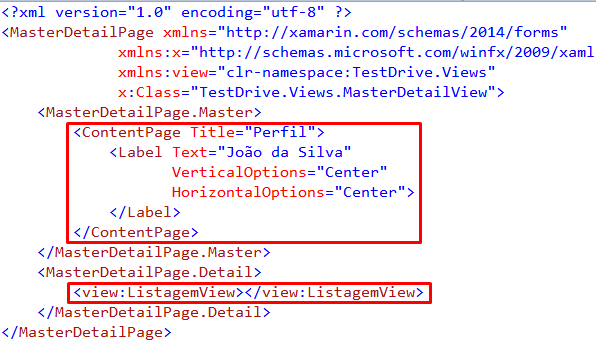 <?xml version="1.0" encoding="utf-8" ?>
<MasterDetailPage xmlns="http://xamarin.com/schemas/2014/forms"
xmlns:x="http://schemas.microsoft.com/winfx/2009/xaml
xmlns:view="clr-namespace:TestDrive.Views"
x:Class="TestDrive.Views.MasterDetailView">
<MasterDetailPage.Master>
<ContentPage Title="Perfil">
<Label Text="João da Silva"
VerticalOptions="Center"
HorizontalOptions="Center">
</Label>
</ContentPage>
</MasterDetailPage.Master>
<MasterDetailPage.Detail>
<view:ListagemView></view:ListagemView>
</MasterDetailPage.Detail>
</MasterDetailPage>